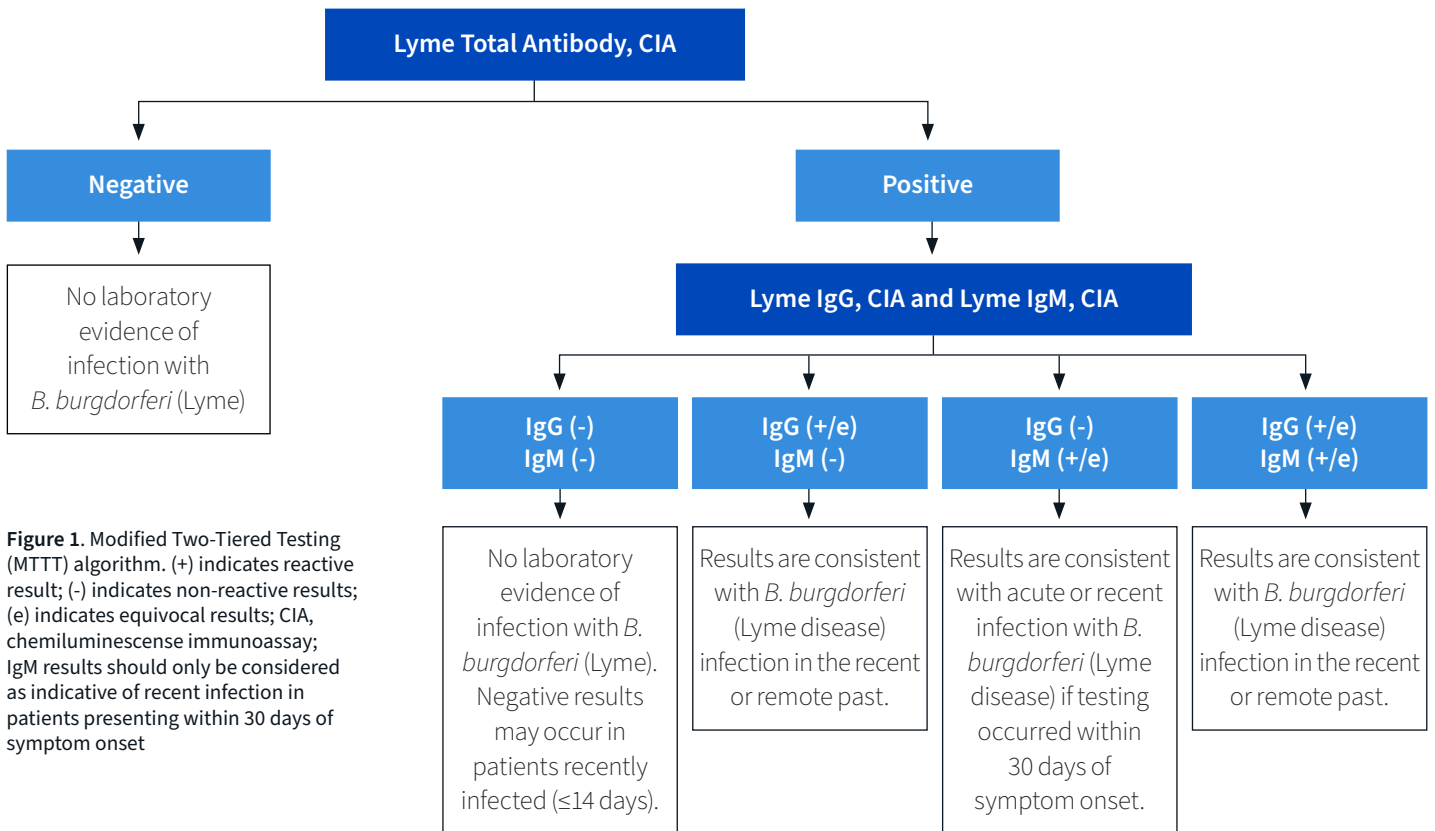 Lyme Total Antibody, CIA
Negative
Positive
No laboratory
evidence of
infection with
B. burgdorferi (Lyme)
Lyme IgG, CIA and Lyme IgM, CIA
IgG (-)
IgM (-)
IgG (+/e)
IgM (-)
IgG (-)
IgM (+/e)
IgG (+/e)
IgM (+/e)
Figure 1. Modified Two-Tiered Testing
(MTTT) algorithm. (+) indicates reactive
result; (-) indicates non-reactive results;
(e) indicates equivocal results; CIA,
chemiluminescense immunoassay;
IgM results should only be considered
as indicative of recent infection in
patients presenting within 30 days of
symptom onset
No laboratory
evidence of
infection with B.
burgdorferi (Lyme).
Negative results
may occur in
patients recently
infected (≤14 days).
Results are consistent
with B. burgdorferi
(Lyme disease)
infection in the recent
or remote past.
Results are consistent
with acute or recent
infection with B.
burgdorferi (Lyme
disease) if testing
occurred within
30 days of
symptom onset.
Results are consistent
with B. burgdorferi
(Lyme disease)
infection in the recent
or remote past.